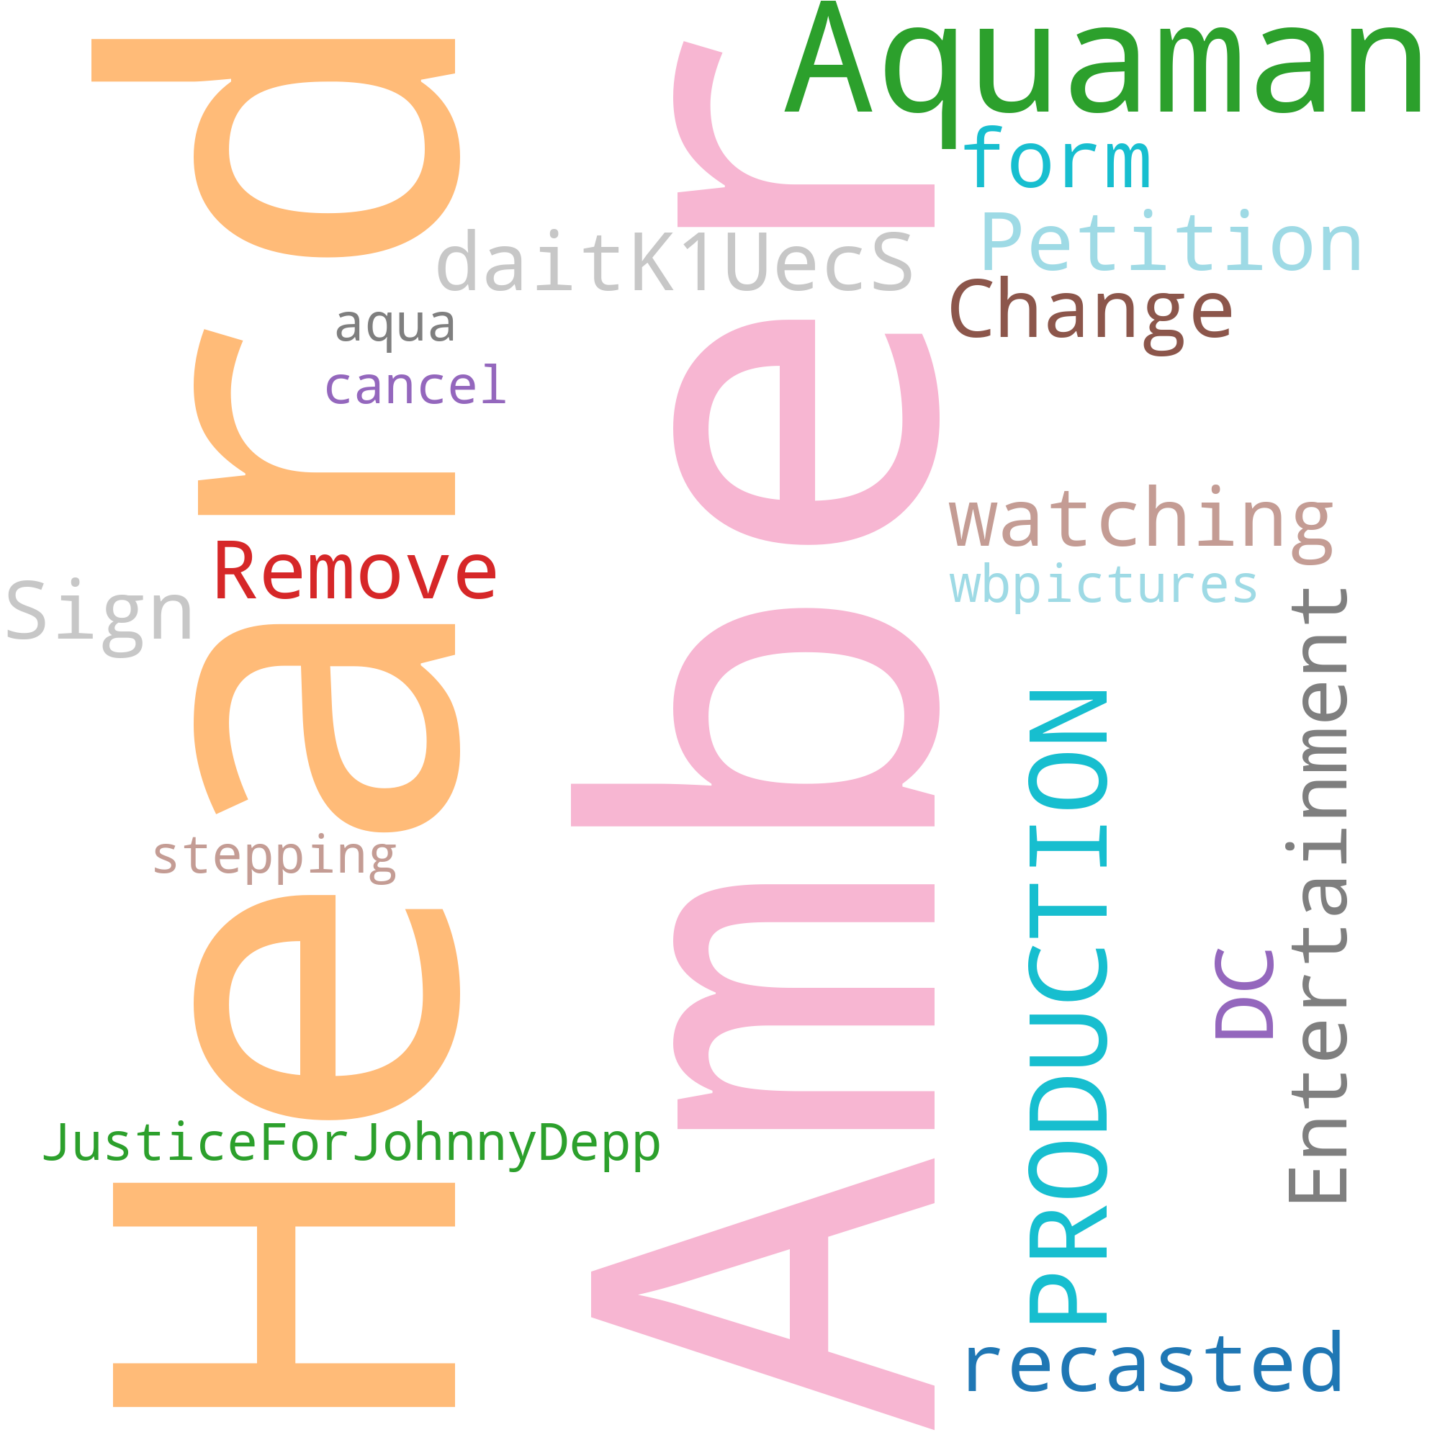 Aquaman
form
Petition
daitK1UecS
Change
aqua
cancel
watching
Remove
wbpictures
Sign
stepping
JusticeForJohnnyDepp
recasted
Heard
Amber
PRODUCTION
DC
Entertainment